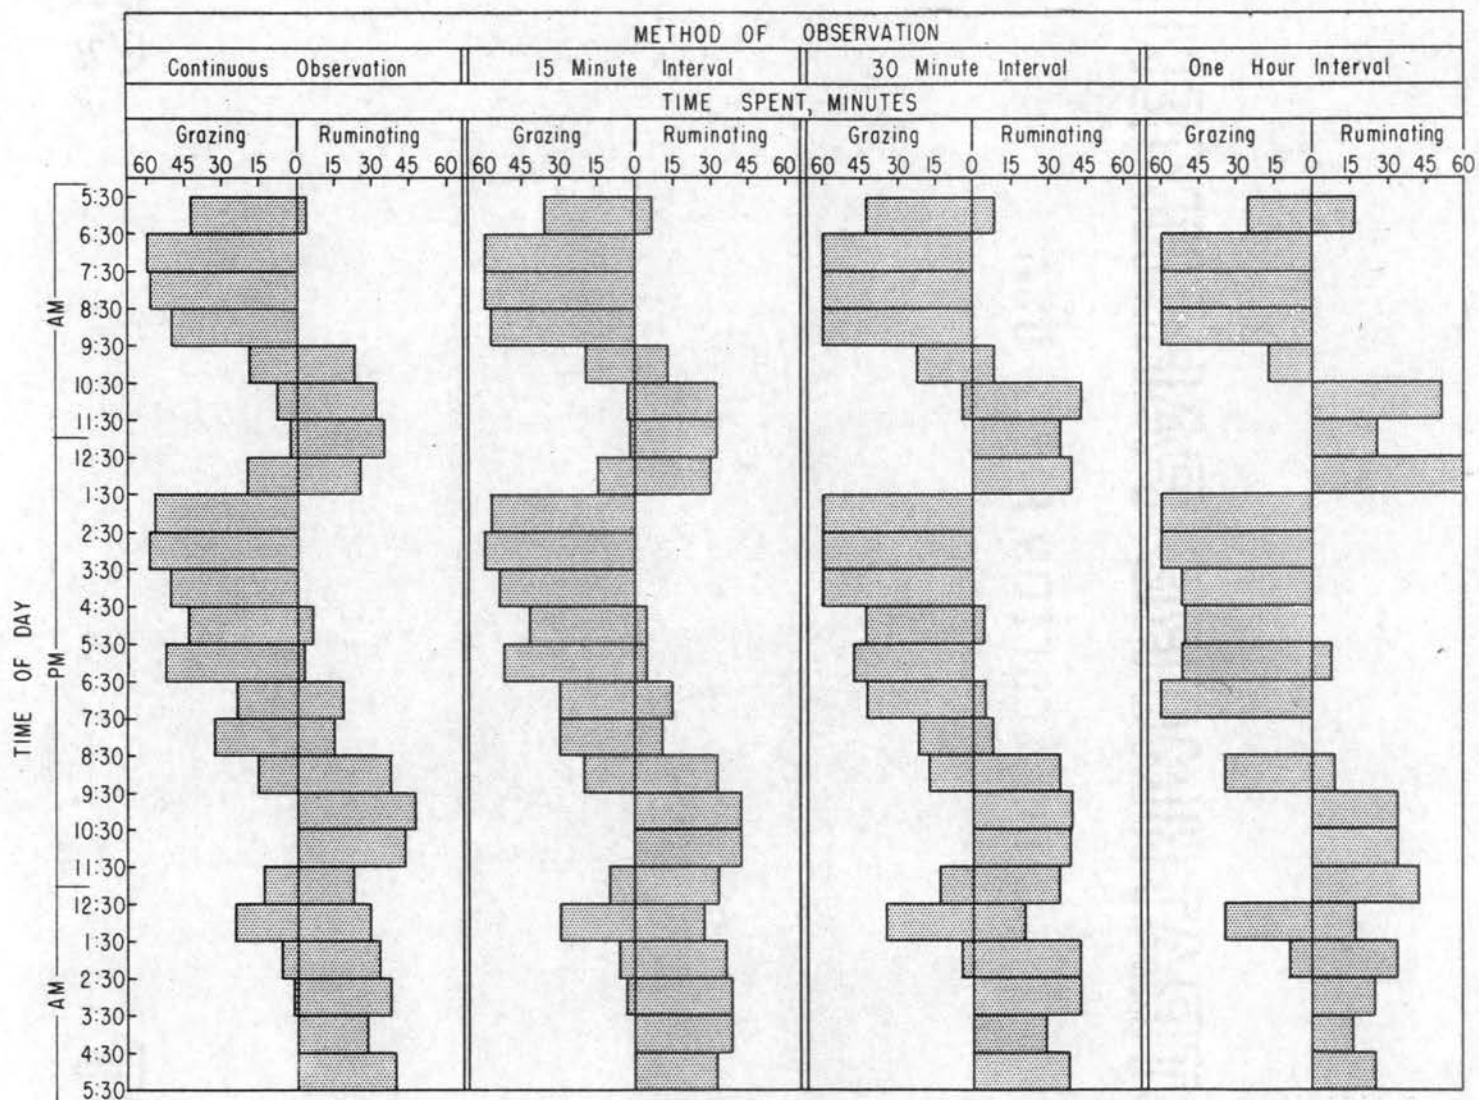 METHOD OF OBSERVATION
Continuous Observation 15 Minute Interval 30 Minute Interval One Hour Interval
TIME SPENT, MINUTES
Grazing Ruminating Grazing Ruminating Grazing Ruminating Grazing Ruminating
60 45 30 15 0 15 30 45 60 45 30 15 0 15 30 45 60 45 30 15 0 15 30 45 60 45 30 15 0 15 30 45 60
5:30
6:30
7:30
8:30
9:30
10:30
11:30
12:30
1:30
2:30
3:30
4:30
5:30
6:30
7:30
8:30
9:30
10:30
11:30
12:30
1:30
2:30
3:30
4:30
5:30
AM
PM
AM
TIME OF DAY